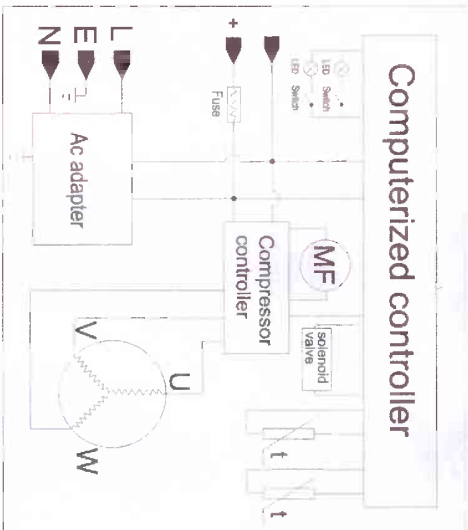 Computerized controller
LED Switch
LED Switch
MF
solenoid
valve
t
t
+
Fuse
Compressor
controller
L
E
N
Ac adapter
U
V
W